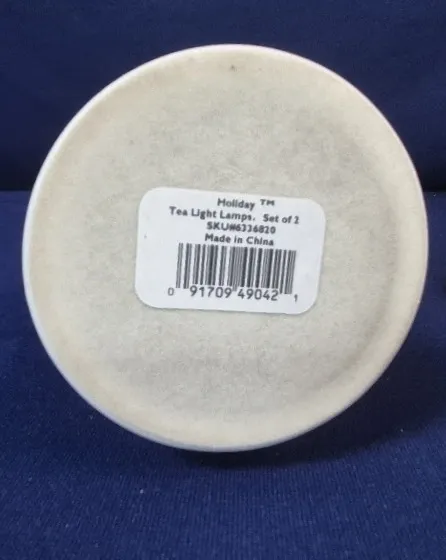 Holiday ™
Tea Light Lamps. Set of 2
SKU#6336820
Made in China
0 91709 49042 1